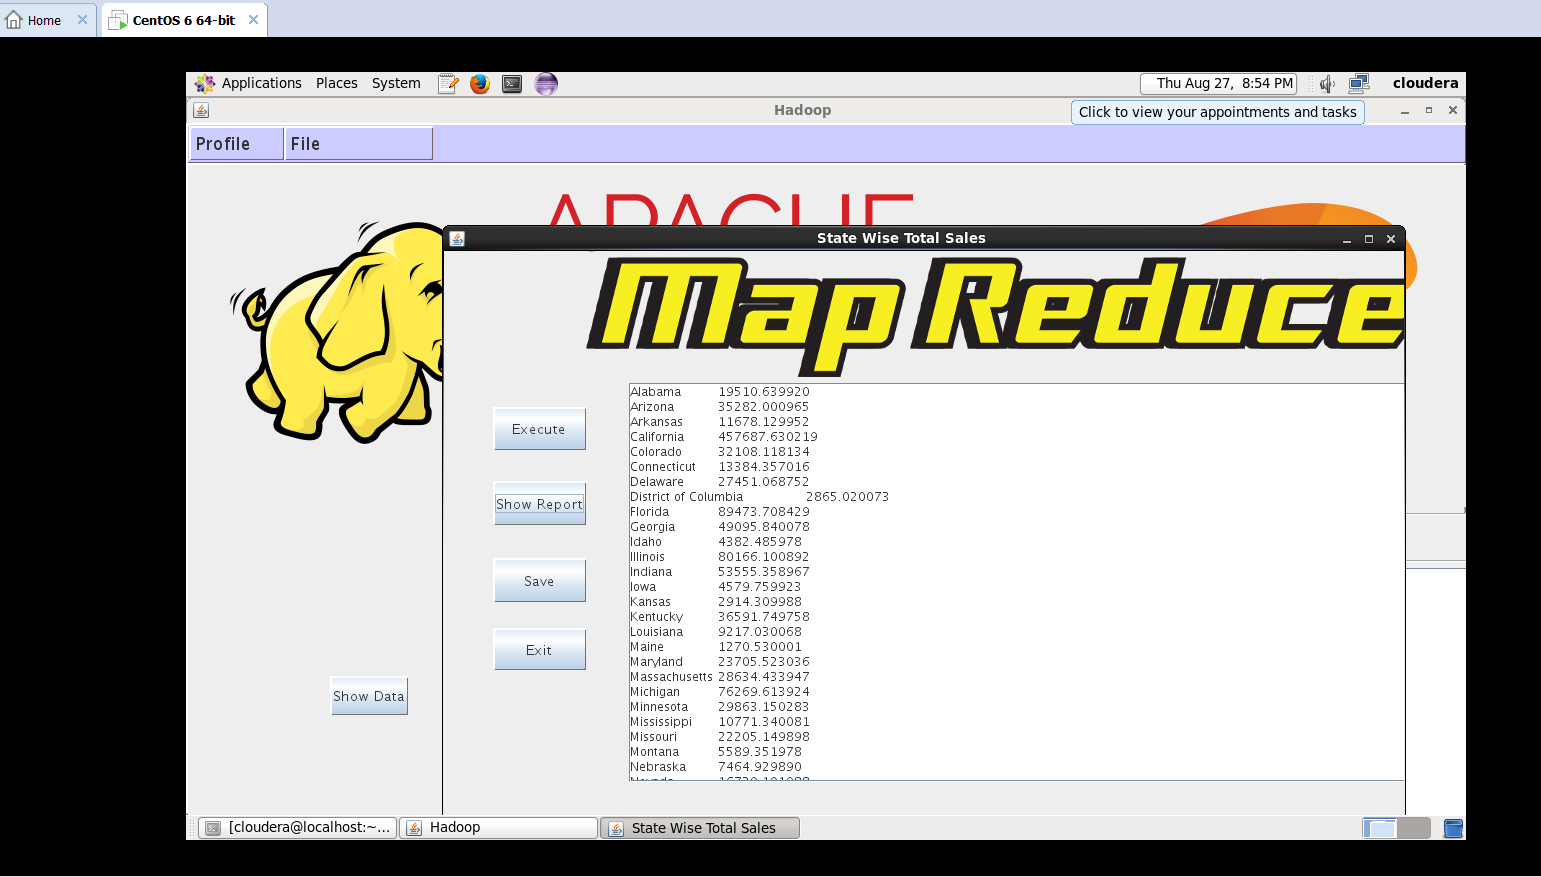 Home
CentOS 6 64-bit
Applications Places System
Thu Aug 27, 8:54 PM
cloudera
Hadoop
Click to view your appointments and tasks
Profile File
APACHE
State Wise Total Sales
Map Reduce
Execute
Show Report
Save
Exit
Show Data
Alabama 19510.639920
Arizona 35282.000965
Arkansas 11678.129952
California 457687.630219
Colorado 32108.118134
Connecticut 13384.357016
Delaware 27451.068752
District of Columbia 2865.020073
Florida 89473.708429
Georgia 49095.840078
Idaho 4382.485978
Illinois 80166.100892
Indiana 53555.358967
Iowa 4579.759923
Kansas 2914.309988
Kentucky 36591.749758
Louisiana 9217.030068
Maine 1270.530001
Maryland 23705.523036
Massachusetts 28634.433947
Michigan 76269.613924
Minnesota 29863.150283
Mississippi 10771.340081
Missouri 22205.149898
Montana 5589.351978
Nebraska 7464.929890
[cloudera@localhost:~...
Hadoop
State Wise Total Sales